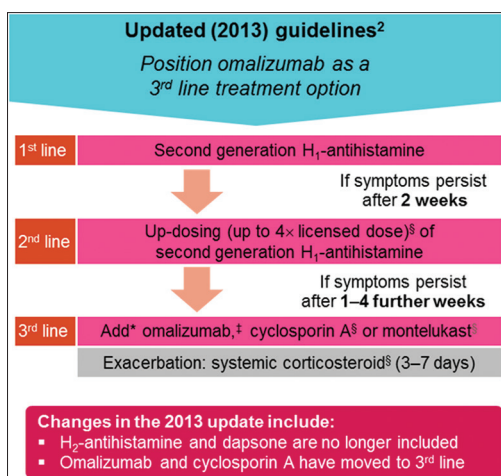 Updated (2013) guidelines²
Position omalizumab as a
3rd line treatment option
1st line
Second generation H₁-antihistamine
If symptoms persist
after 2 weeks
2nd line
Up-dosing (up to 4× licensed dose)§ of
second generation H₁-antihistamine
If symptoms persist
after 1–4 further weeks
3rd line
Add* omalizumab,‡ cyclosporin A§ or montelukast§
Exacerbation: systemic corticosteroid§ (3–7 days)
Changes in the 2013 update include:
▪ H₂-antihistamine and dapsone are no longer included
▪ Omalizumab and cyclosporin A have moved to 3rd line